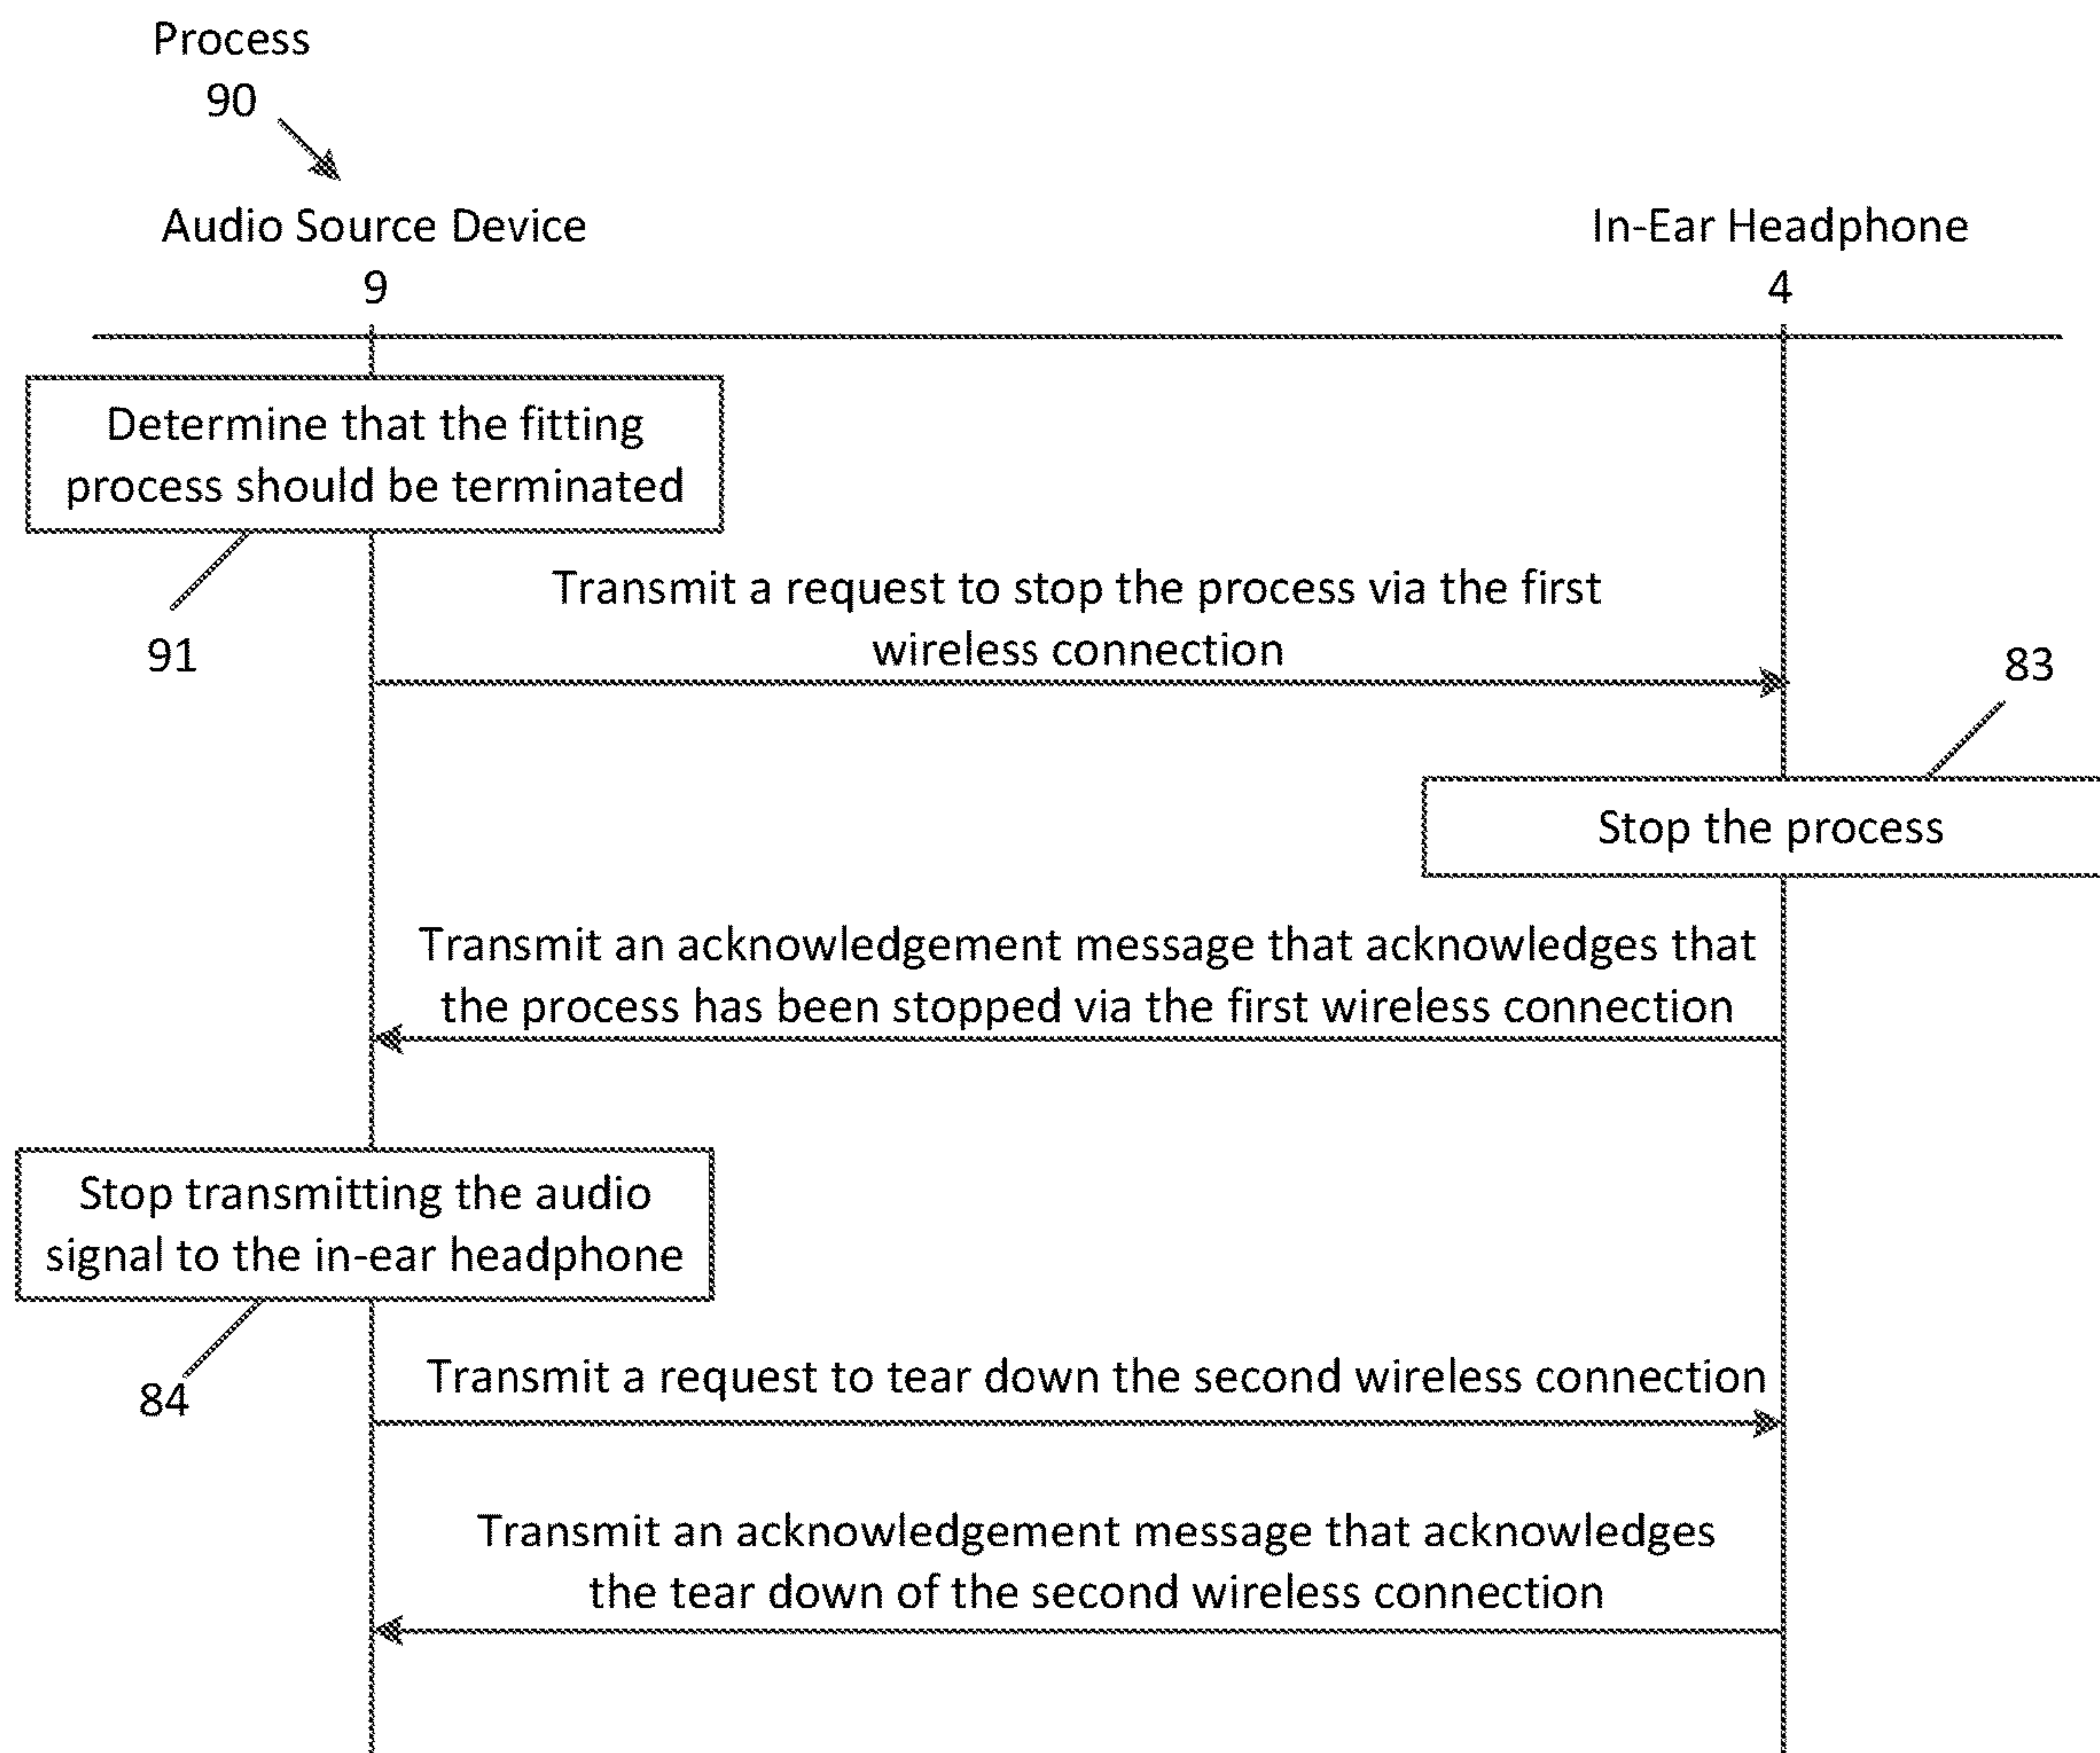 Process
90
Audio Source Device
9
In-Ear Headphone
4
Determine that the fitting
process should be terminated
91
Transmit a request to stop the process via the first
wireless connection
83
Stop the process
Transmit an acknowledgement message that acknowledges that
the process has been stopped via the first wireless connection
Stop transmitting the audio
signal to the in-ear headphone
84
Transmit a request to tear down the second wireless connection
Transmit an acknowledgement message that acknowledges
the tear down of the second wireless connection